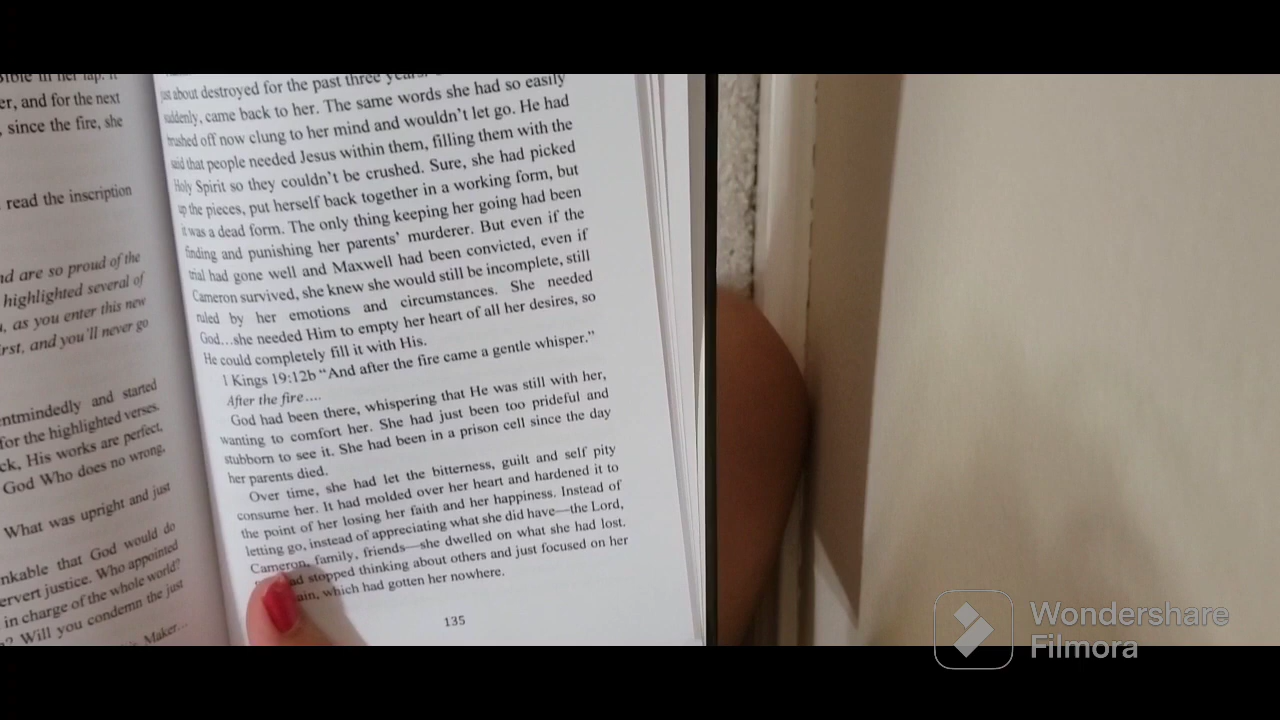 Bible in her lap. It
er, and for the next
, since the fire, she
read the inscription
nd are so proud of the
highlighted several of
, as you enter this new
rst, and you'll never go
entmindedly and started
for the highlighted verses.
ck, His works are perfect,
God Who does no wrong,
What was upright and just
nkable that God would do
ervert justice. Who appointed
in charge of the whole world?
? Will you condemn the just
Maker...
just about destroyed for the past three years.
suddenly, came back to her. The same words she had so easily
brushed off now clung to her mind and wouldn't let go. He had
said that people needed Jesus within them, filling them with the
Holy Spirit so they couldn't be crushed. Sure, she had picked
up the pieces, put herself back together in a working form, but
it was a dead form. The only thing keeping her going had been
finding and punishing her parents' murderer. But even if the
trial had gone well and Maxwell had been convicted, even if
Cameron survived, she knew she would still be incomplete, still
ruled by her emotions and circumstances. She needed
God...she needed Him to empty her heart of all her desires, so
He could completely fill it with His.
1 Kings 19:12b "And after the fire came a gentle whisper."
After the fire....
God had been there, whispering that He was still with her,
wanting to comfort her. She had just been too prideful and
stubborn to see it. She had been in a prison cell since the day
her parents died.
Over time, she had let the bitterness, guilt and self pity
consume her. It had molded over her heart and hardened it to
the point of her losing her faith and her happiness. Instead of
letting go, instead of appreciating what she did have—the Lord,
Cameron, family, friends—she dwelled on what she had lost.
ad stopped thinking about others and just focused on her
ain, which had gotten her nowhere.
135
Wondershare
Filmora